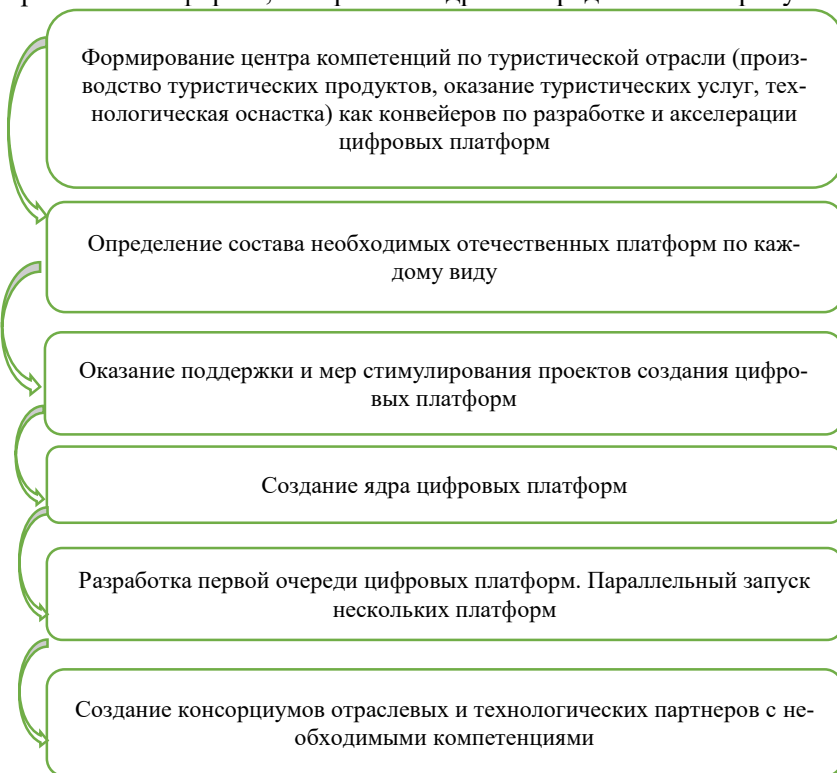 Формирование центра компетенций по туристической отрасли (произ-
водство туристических продуктов, оказание туристических услуг, тех-
нологическая оснастка) как конвейеров по разработке и акселерации
цифровых платформ
Определение состава необходимых отечественных платформ по каж-
дому виду
Оказание поддержки и мер стимулирования проектов создания цифро-
вых платформ
Создание ядра цифровых платформ
Разработка первой очереди цифровых платформ. Параллельный запуск
нескольких платформ
Создание консорциумов отраслевых и технологических партнеров с не-
обходимыми компетенциями